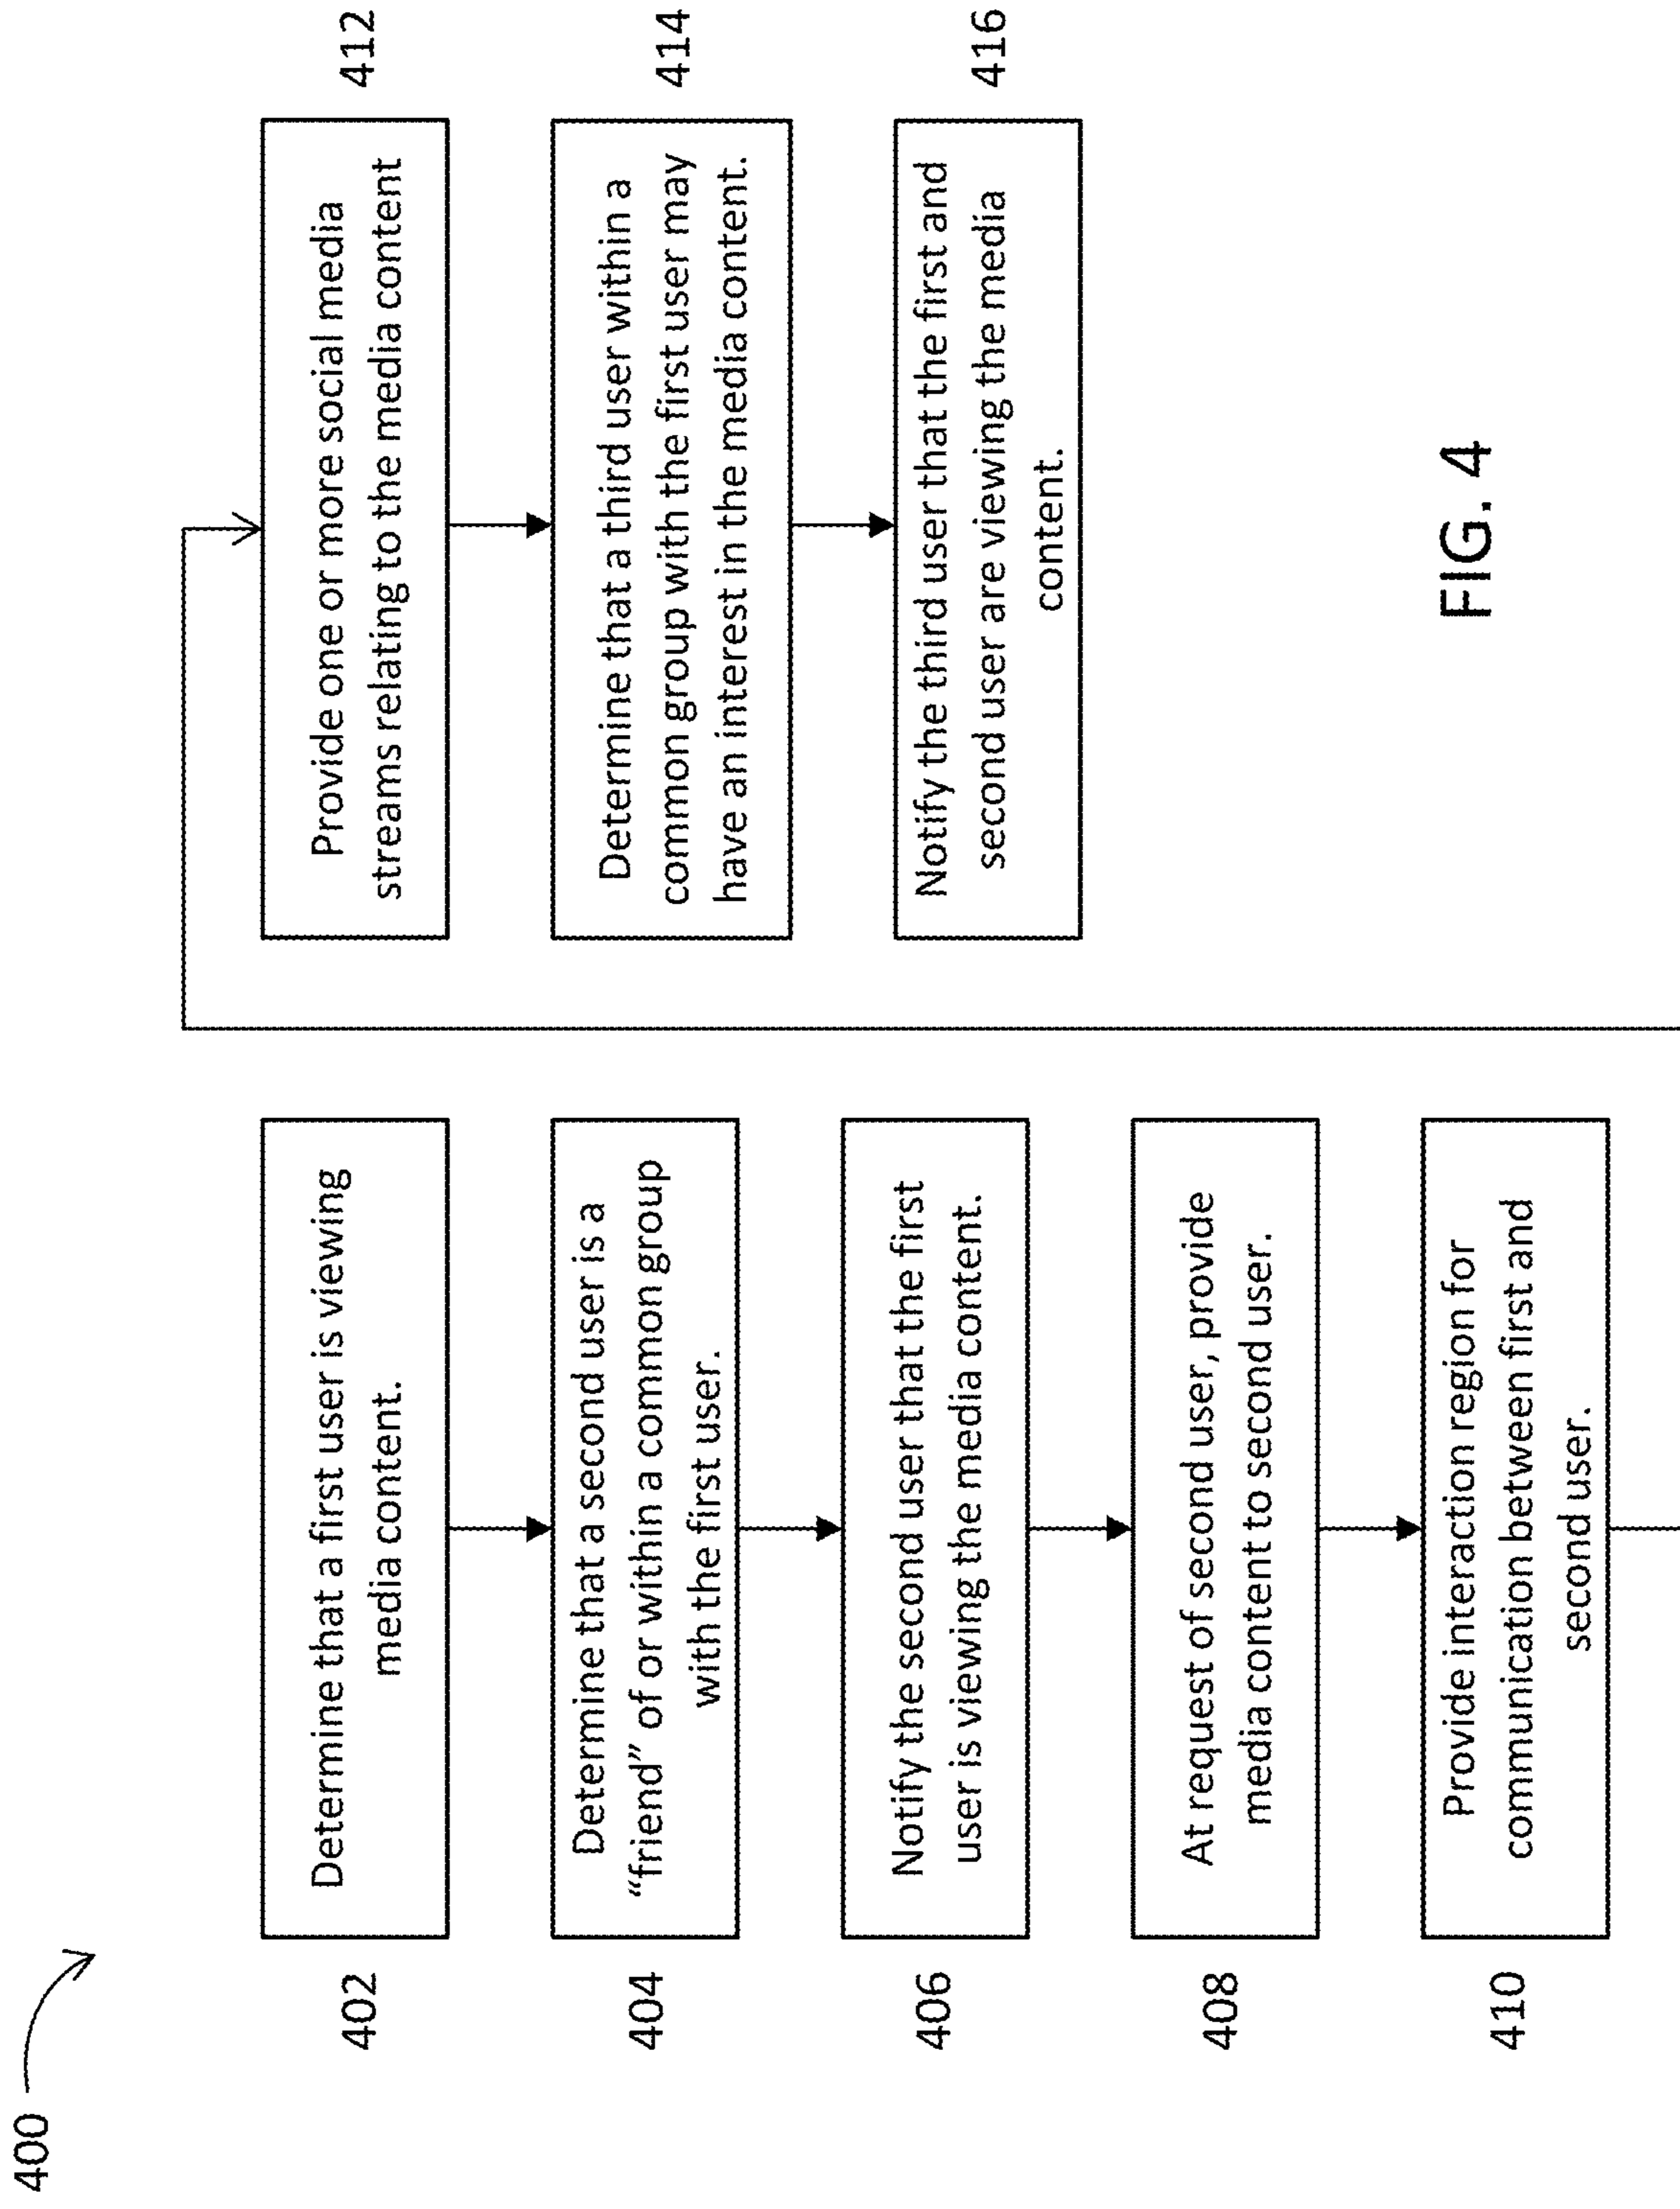 400
402
Determine that a first user is viewing
media content.
404
Determine that a second user is a
“friend” of or within a common group
with the first user.
406
Notify the second user that the first
user is viewing the media content.
408
At request of second user, provide
media content to second user.
410
Provide interaction region for
communication between first and
second user.
Provide one or more social media
streams relating to the media content
412
Determine that a third user within a
common group with the first user may
have an interest in the media content.
414
Notify the third user that the first and
second user are viewing the media
content.
416
FIG. 4